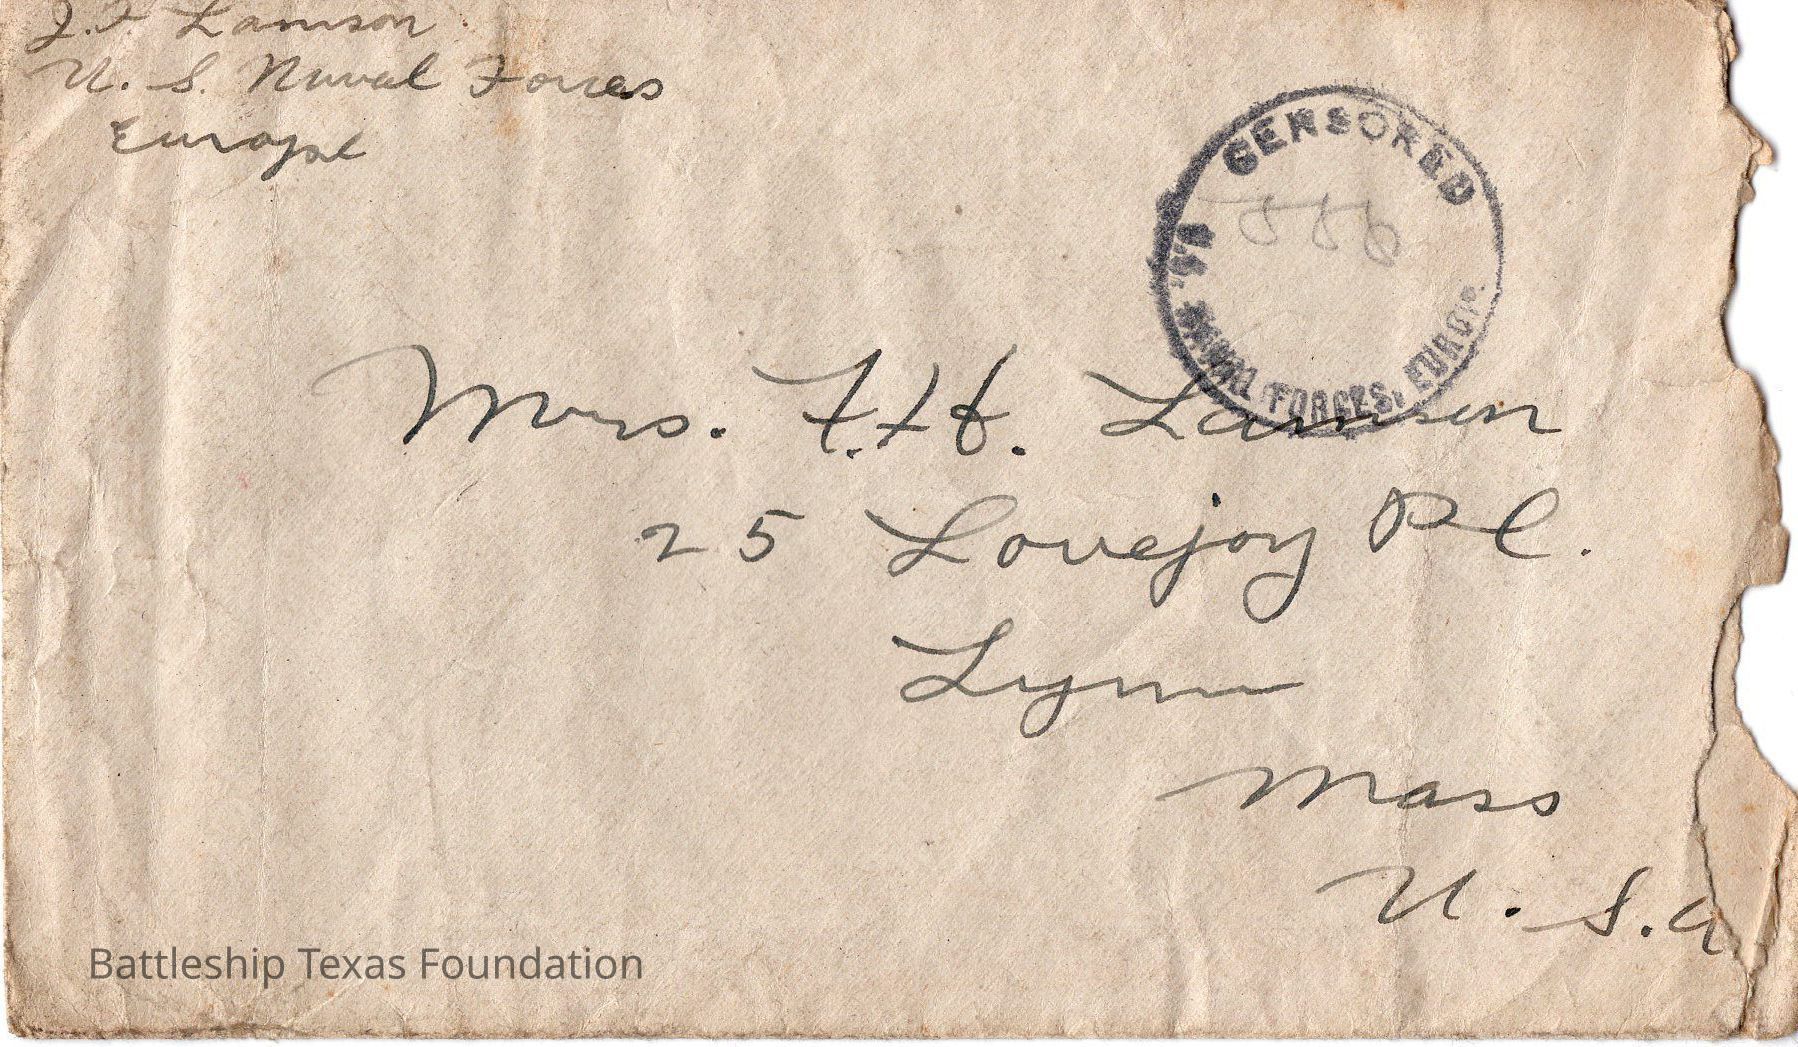 J.F. Lamson
U. S. Naval Forces
Europe
CENSORED
U.S. NAVAL FORCES, EUROPE
Mrs. F.H. Lamson
25 Lovejoy Pl.
Lynn
Mass
U.S.A
Battleship Texas Foundation